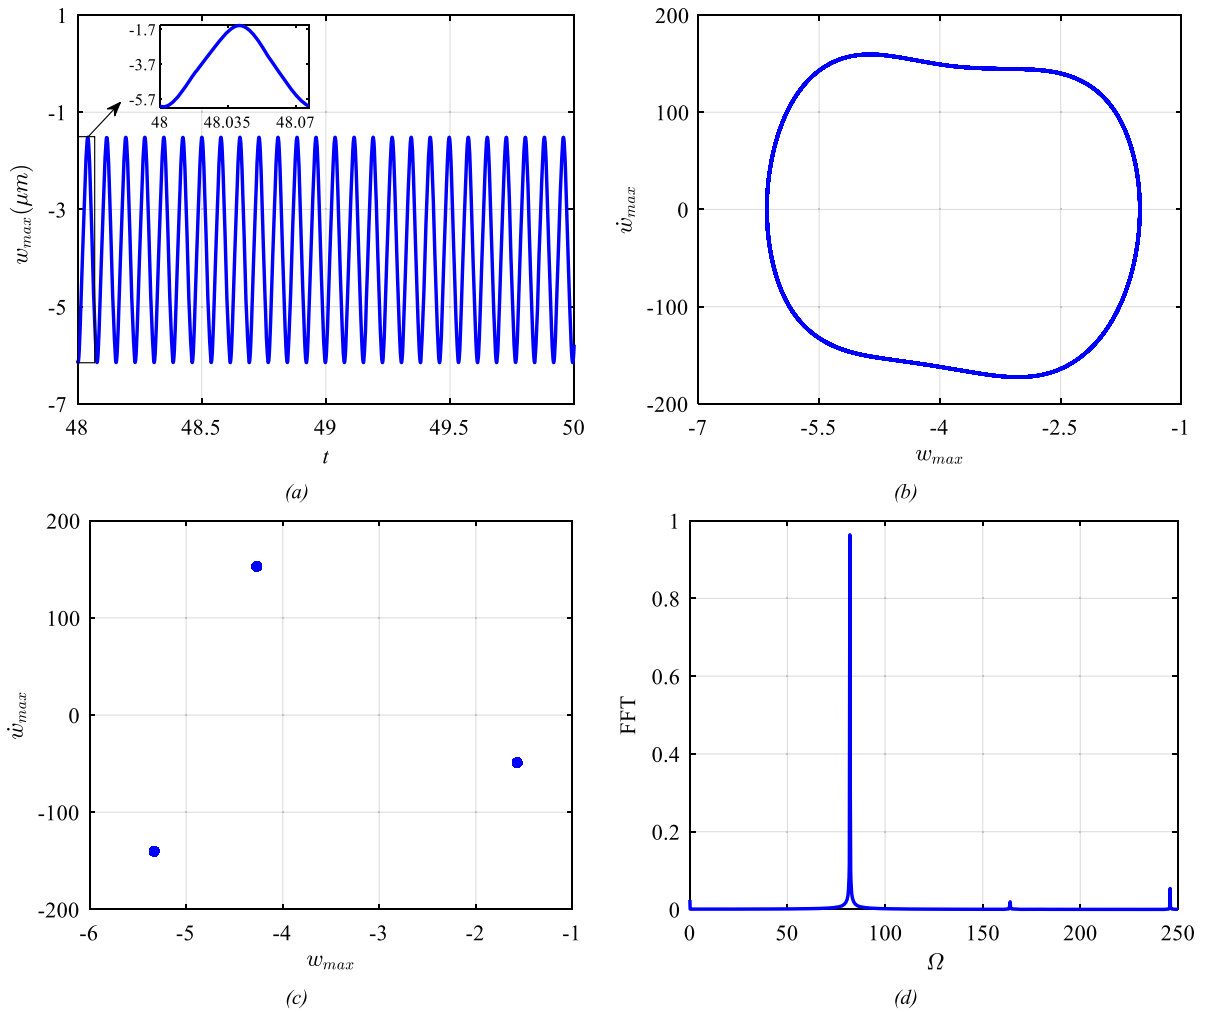 1
-1
-3
-5
-7
w_max(μm)
-1.7
-3.7
-5.7
48 48.035 48.07
48 48.5 49 49.5 50
t
(a)
200
100
0
-100
-200
ẇ_max
-7 -5.5 -4 -2.5 -1
w_max
(b)
200
100
0
-100
-200
ẇ_max
-6 -5 -4 -3 -2 -1
w_max
(c)
1
0.8
0.6
0.4
0.2
0
FFT
0 50 100 150 200 250
Ω
(d)